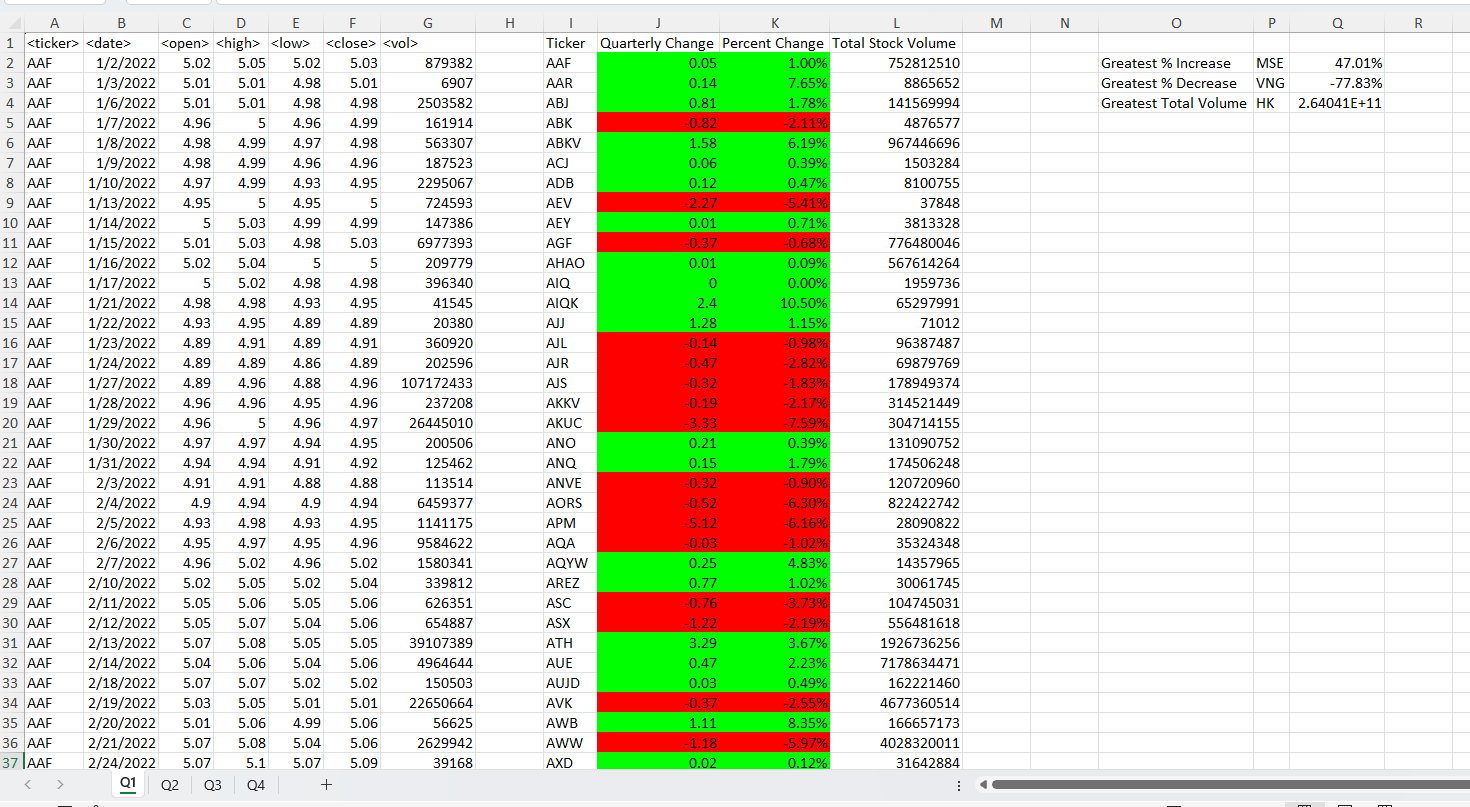 A B C D E F G H I J K L M N O P Q R
1 <ticker> <date> <open> <high> <low> <close> <vol> Ticker Quarterly Change Percent Change Total Stock Volume
2 AAF 1/2/2022 5.02 5.05 5.02 5.03 879382 AAF 0.05 1.00% 752812510 Greatest % Increase MSE 47.01%
3 AAF 1/3/2022 5.01 5.01 4.98 5.01 6907 AAR 0.14 7.65% 8865652 Greatest % Decrease VNG -77.83%
4 AAF 1/6/2022 5.01 5.01 4.98 4.98 2503582 ABJ 0.81 1.78% 141569994 Greatest Total Volume HK 2.64041E+11
5 AAF 1/7/2022 4.96 5 4.96 4.99 161914 ABK -0.82 -2.11% 4876577
6 AAF 1/8/2022 4.98 4.99 4.97 4.98 563307 ABKV 1.58 6.19% 967446696
7 AAF 1/9/2022 4.98 4.99 4.96 4.96 187523 ACJ 0.06 0.39% 1503284
8 AAF 1/10/2022 4.97 4.99 4.93 4.95 2295067 ADB 0.12 0.47% 8100755
9 AAF 1/13/2022 4.95 5 4.95 5 724593 AEV -2.27 -5.41% 37848
10 AAF 1/14/2022 5 5.03 4.99 4.99 147386 AEY 0.01 0.71% 3813328
11 AAF 1/15/2022 5.01 5.03 4.98 5.03 6977393 AGF -0.37 -0.68% 776480046
12 AAF 1/16/2022 5.02 5.04 5 5 209779 AHAO 0.01 0.09% 567614264
13 AAF 1/17/2022 5 5.02 4.98 4.98 396340 AIQ 0 0.00% 1959736
14 AAF 1/21/2022 4.98 4.98 4.93 4.95 41545 AIQK 2.4 10.50% 65297991
15 AAF 1/22/2022 4.93 4.95 4.89 4.89 20380 AJJ 1.28 1.15% 71012
16 AAF 1/23/2022 4.89 4.91 4.89 4.91 360920 AJL -0.14 -0.98% 96387487
17 AAF 1/24/2022 4.89 4.89 4.86 4.89 202596 AJR -0.47 -2.82% 69879769
18 AAF 1/27/2022 4.89 4.96 4.88 4.96 107172433 AJS -0.32 -1.83% 178949374
19 AAF 1/28/2022 4.96 4.96 4.95 4.96 237208 AKKV -0.19 -2.17% 314521449
20 AAF 1/29/2022 4.96 5 4.96 4.97 26445010 AKUC -3.33 -7.59% 304714155
21 AAF 1/30/2022 4.97 4.97 4.94 4.95 200506 ANO 0.21 0.39% 131090752
22 AAF 1/31/2022 4.94 4.94 4.91 4.92 125462 ANQ 0.15 1.79% 174506248
23 AAF 2/3/2022 4.91 4.91 4.88 4.88 113514 ANVE -0.32 -0.90% 120720960
24 AAF 2/4/2022 4.9 4.94 4.9 4.94 6459377 AORS -0.52 -6.30% 822422742
25 AAF 2/5/2022 4.93 4.98 4.93 4.95 1141175 APM -5.12 -6.16% 28090822
26 AAF 2/6/2022 4.95 4.97 4.95 4.96 9584622 AQA -0.03 -1.02% 35324348
27 AAF 2/7/2022 4.96 5.02 4.96 5.02 1580341 AQYW 0.25 4.83% 14357965
28 AAF 2/10/2022 5.02 5.05 5.02 5.04 339812 AREZ 0.77 1.02% 30061745
29 AAF 2/11/2022 5.05 5.06 5.05 5.06 626351 ASC -0.76 -3.73% 104745031
30 AAF 2/12/2022 5.05 5.07 5.04 5.06 654887 ASX -1.22 -2.19% 556481618
31 AAF 2/13/2022 5.07 5.08 5.05 5.05 39107389 ATH 3.29 3.67% 1926736256
32 AAF 2/14/2022 5.04 5.06 5.04 5.06 4964644 AUE 0.47 2.23% 7178634471
33 AAF 2/18/2022 5.07 5.07 5.02 5.02 150503 AUJD 0.03 0.49% 162221460
34 AAF 2/19/2022 5.03 5.05 5.01 5.01 22650664 AVK -0.37 -2.55% 4677360514
35 AAF 2/20/2022 5.01 5.06 4.99 5.06 56625 AWB 1.11 8.35% 166657173
36 AAF 2/21/2022 5.07 5.08 5.04 5.06 2629942 AWW -1.18 -5.97% 4028320011
37 AAF 2/24/2022 5.07 5.1 5.07 5.09 39168 AXD 0.02 0.12% 31642884
Q1 Q2 Q3 Q4